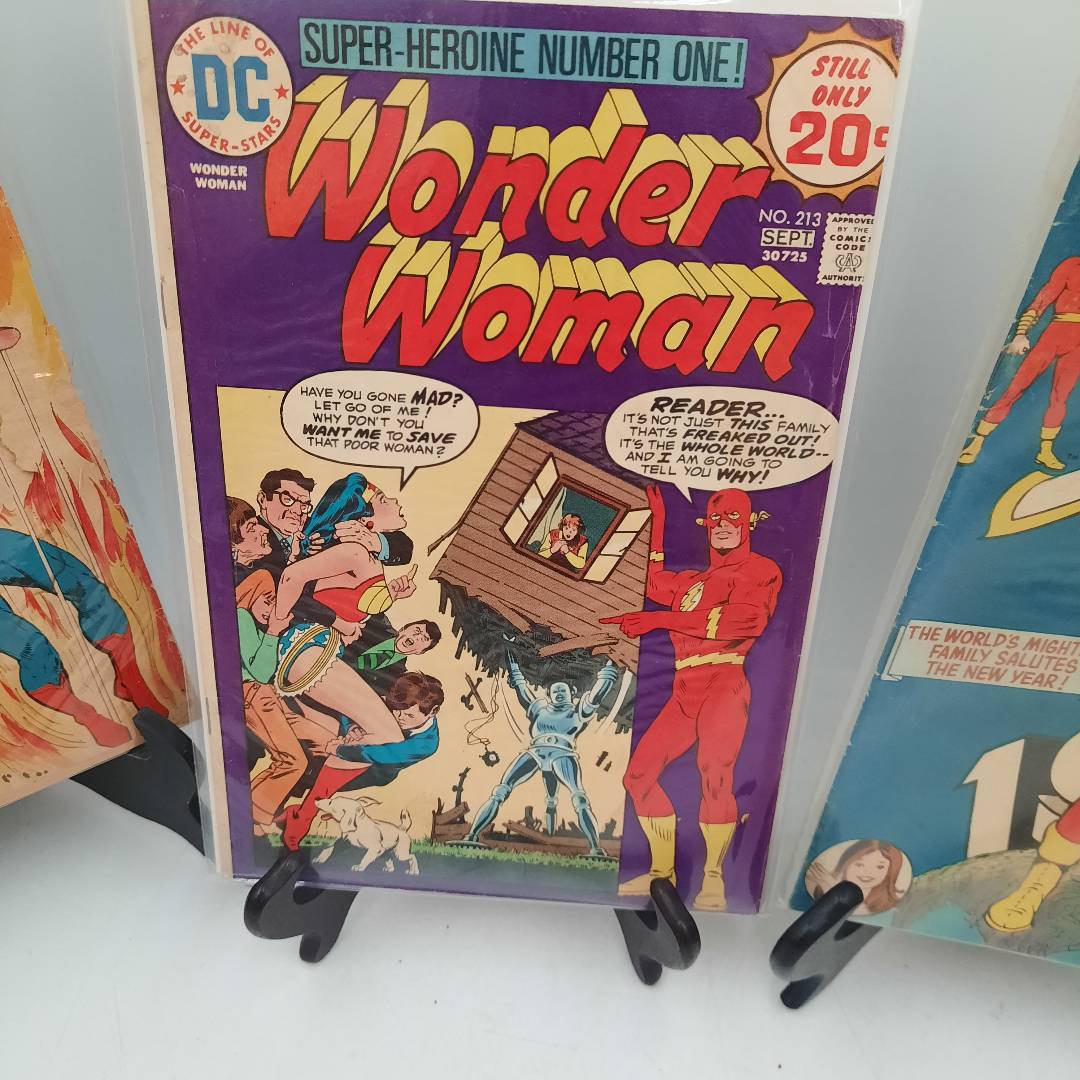 THE LINE OF
DC
SUPER-STARS
SUPER-HEROINE NUMBER ONE!
STILL
ONLY
20¢
WONDER
WOMAN
Wonder
Woman
NO. 213
SEPT.
30725
APPROVED
BY THE
COMICS
CODE
CA
AUTHORITY
HAVE YOU GONE MAD?
LET GO OF ME!
WHY DON'T YOU
WANT ME TO SAVE
THAT POOR WOMAN?
READER...
IT'S NOT JUST THIS FAMILY
THAT'S FREAKED OUT!
IT'S THE WHOLE WORLD--
AND I AM GOING TO
TELL YOU WHY!
THE WORLD'S MIGHT
FAMILY SALUTES
THE NEW YEAR!